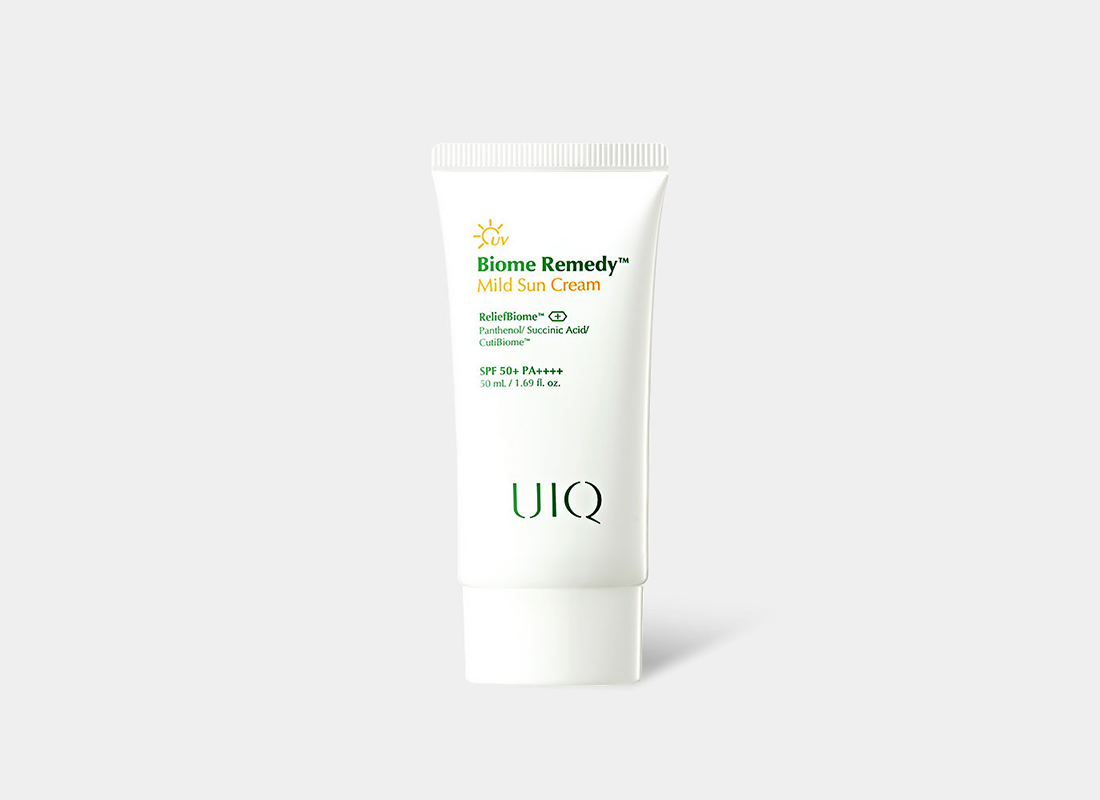 UV
Biome Remedy™
Mild Sun Cream
ReliefBiome™ +
Panthenol/ Succinic Acid/
CutiBiome™
SPF 50+ PA++++
50 mL / 1.69 fl. oz.
UIQ